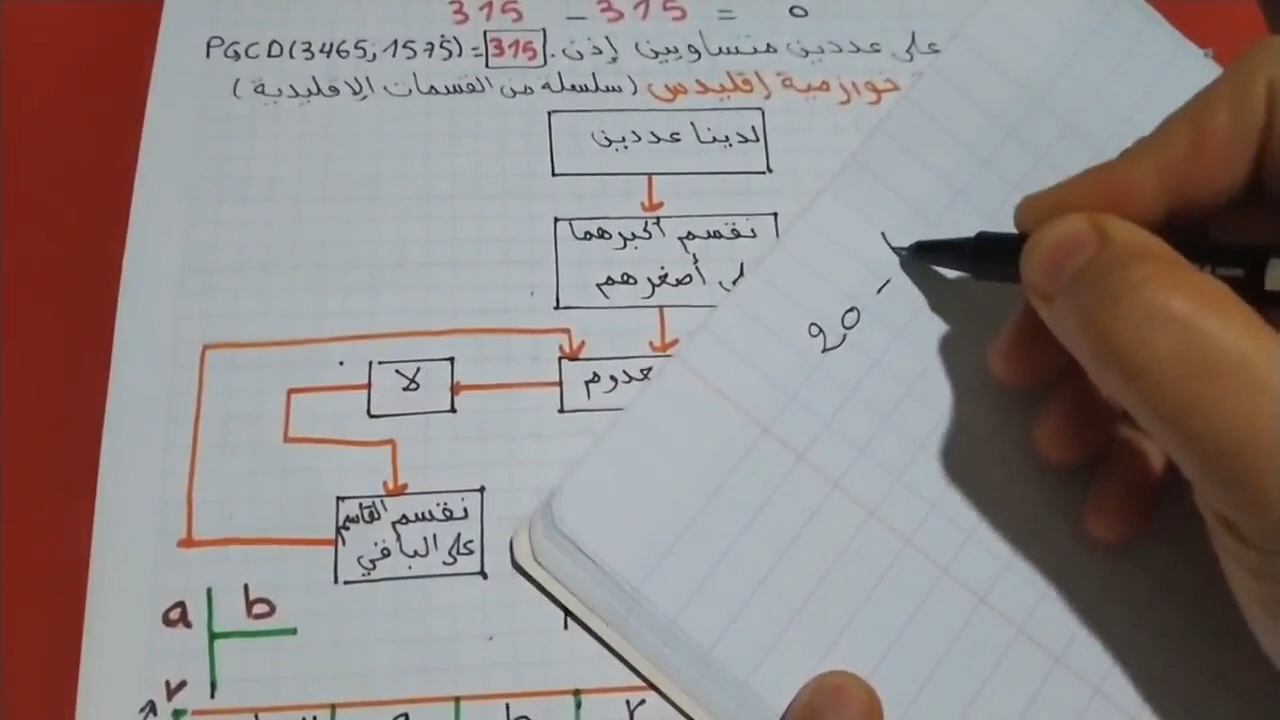 315 - 315 = 0
على عددين متساويين إذن. PGCD(3465;1575)=315
خوارزمية إقليدس (سلسلة من القسمات الإقليدية)
لدينا عددين
نقسم أكبرهما
أصغرهم
لا
نقسم القاسم
على الباقي
a b
r
a b r
20 -